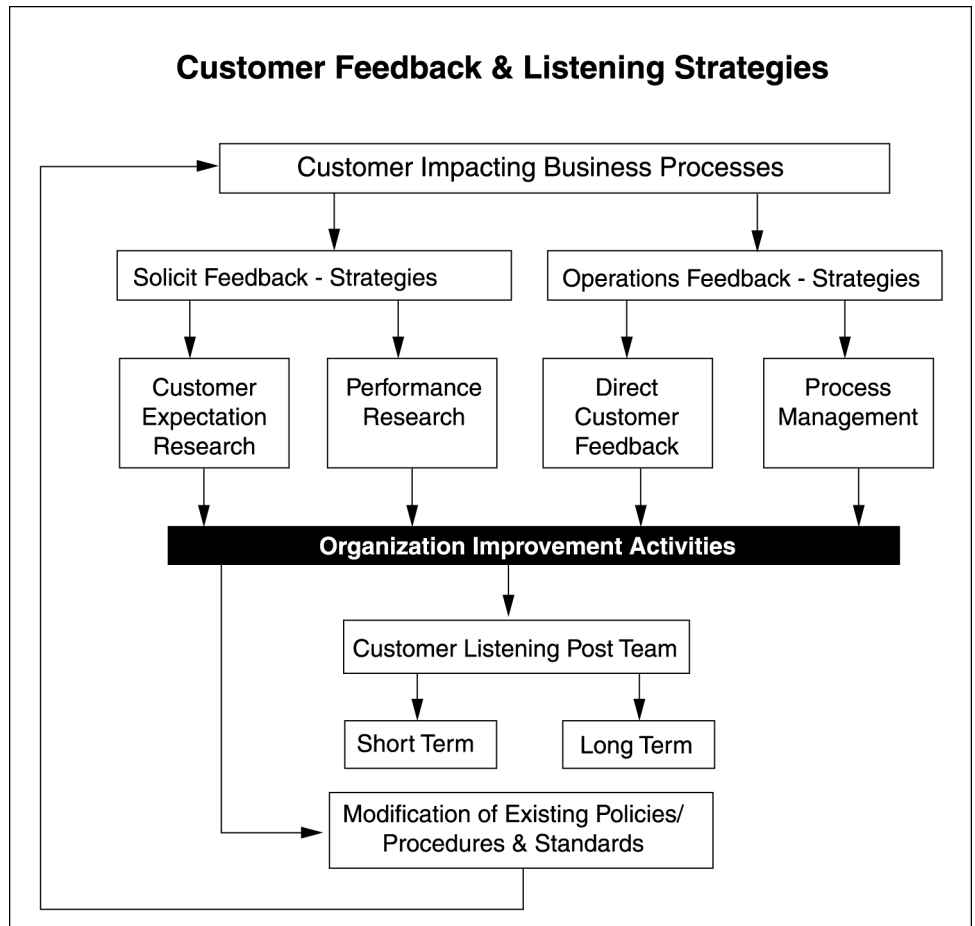 Customer Feedback & Listening Strategies
Customer Impacting Business Processes
Solicit Feedback - Strategies
Operations Feedback - Strategies
Customer
Expectation
Research
Performance
Research
Direct
Customer
Feedback
Process
Management
Organization Improvement Activities
Customer Listening Post Team
Short Term
Long Term
Modification of Existing Policies/
Procedures & Standards